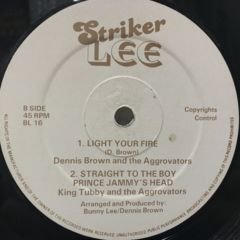 Striker
LEE
B SIDE
45 RPM
BL 16
Copyrights
Control
1. LIGHT YOUR FIRE
(D. Brown)
Dennis Brown and the Aggrovators
2. STRAIGHT TO THE BOY
PRINCE JAMMY'S HEAD
King Tubby and the Aggrovators
Arranged and Produced by:
Bunny Lee/Dennis Brown